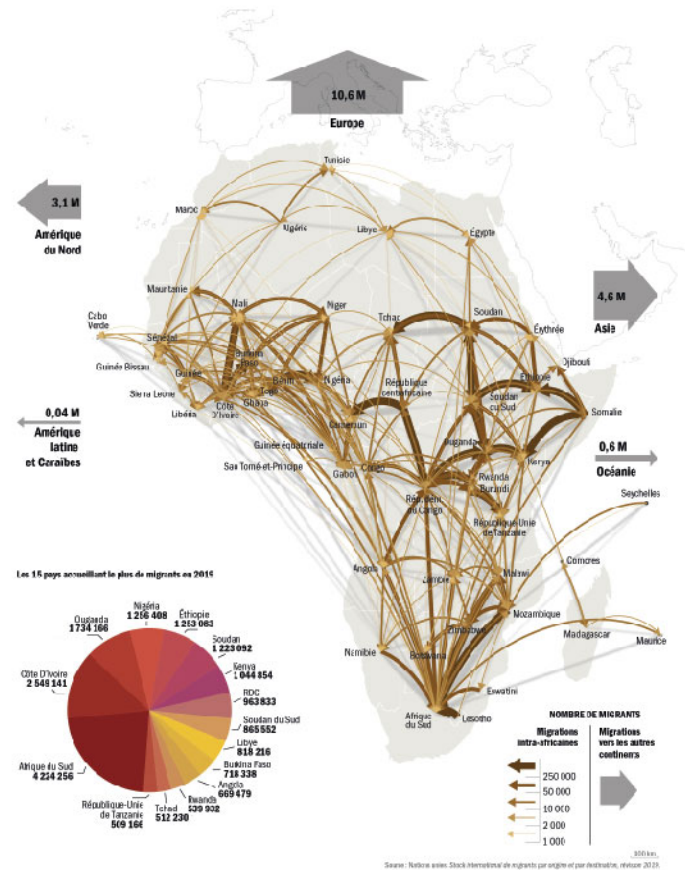 10,6 M
Europe
3,1 M
Amérique
du Nord
4,6 M
Asie
0,04 M
Amérique
latine
et Caraïbes
0,6 M
Océanie
Tunisie
Maroc
Algérie
Libye
Égypte
Mauritanie
Mali
Niger
Tchad
Soudan
Érythrée
Cabo
Verde
Sénégal
Burkina
Faso
Djibouti
Guinée Bissau
Guinée
Bénin
Nigéria
République
centrafricaine
Éthiopie
Sierra Leone
Togo
Ghana
Soudan
du Sud
Somalie
Libéria
Côte
D'Ivoire
Cameroun
Guinée équatoriale
Ouganda
Sao Tomé-et-Principe
Gabon
Congo
Kenya
Rwanda
Burundi
Seychelles
Rép. dém.
du Congo
République-Unie
de Tanzanie
Angola
Zambie
Malawi
Comores
Mozambique
Zimbabwe
Madagascar
Maurice
Namibie
Botswana
Eswatini
Afrique
du Sud
Lesotho
Les 15 pays accueillant le plus de migrants en 2019
Nigéria
1 256 408
Éthiopie
1 253 083
Soudan
1 223 092
Kenya
1 044 854
RDC
963 833
Soudan du Sud
865 552
Libye
818 216
Burkina Faso
718 338
Angola
669 479
Rwanda
539 932
Tchad
512 230
République-Unie
de Tanzanie
509 166
Afrique du Sud
4 224 256
Côte D'Ivoire
2 549 141
Ouganda
1 734 166
NOMBRE DE MIGRANTS
Migrations
intra-africaines
Migrations
vers les autres
continents
250 000
50 000
10 000
2 000
1 000
500 km
Source : Nations unies Stock international de migrants par origine et par destination, révision 2019.